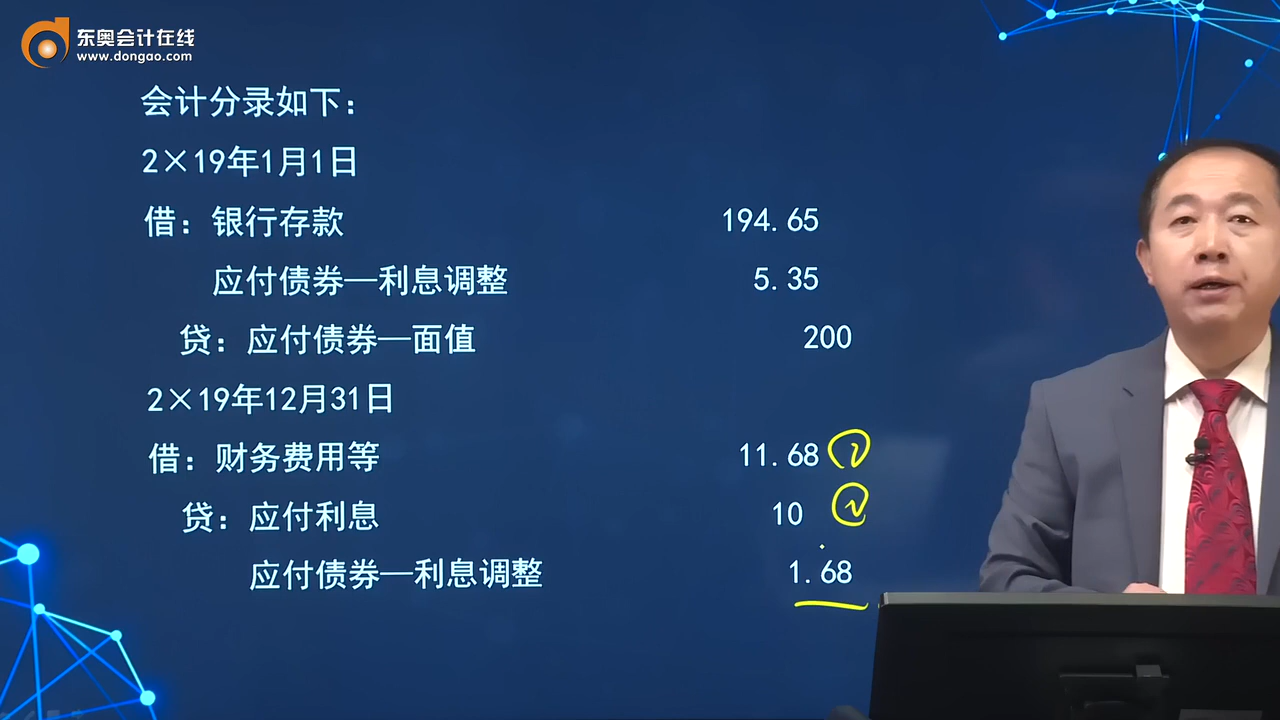 东奥会计在线
www.dongao.com
会计分录如下：
2×19年1月1日
借：银行存款 194.65
应付债券—利息调整 5.35
贷：应付债券—面值 200
2×19年12月31日
借：财务费用等 11.68 ①
贷：应付利息 10 ②
应付债券—利息调整 1.68